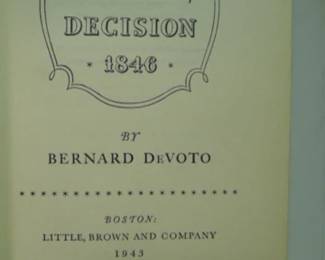 DECISION
* 1846 *
BY
BERNARD DeVOTO
* * * * * * * * * * * * * * * * * * * * *
BOSTON:
LITTLE, BROWN AND COMPANY
1943